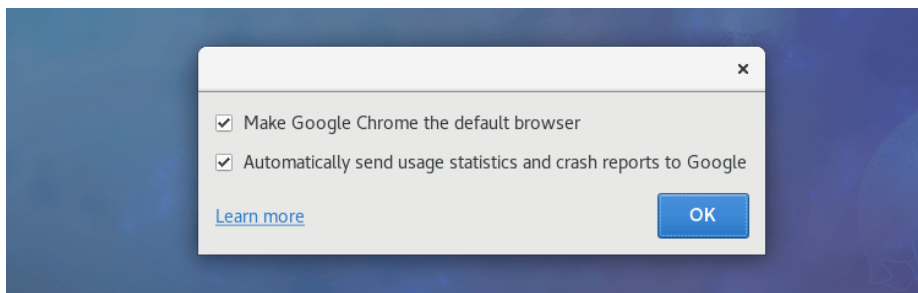 Make Google Chrome the default browser
Automatically send usage statistics and crash reports to Google
Learn more
OK